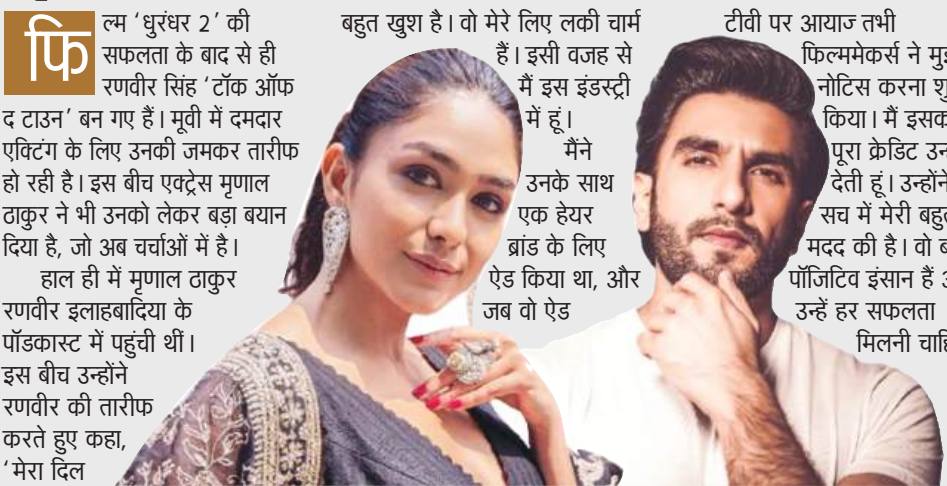 फिल्म ‘धुरंधर 2’ की
सफलता के बाद से ही
रणवीर सिंह ‘टॉक ऑफ
द टाउन’ बन गए हैं। मूवी में दमदार
एक्टिंग के लिए उनकी जमकर तारीफ
हो रही है। इस बीच एक्ट्रेस मृणाल
ठाकुर ने भी उनको लेकर बड़ा बयान
दिया है, जो अब चर्चाओं में है।
हाल ही में मृणाल ठाकुर
रणवीर इलाहबादिया के
पॉडकास्ट में पहुंची थीं।
इस बीच उन्होंने
रणवीर की तारीफ
करते हुए कहा,
‘मेरा दिल
बहुत खुश है। वो मेरे लिए लकी चार्म
हैं। इसी वजह से
मैं इस इंडस्ट्री
में हूं।
मैंने
उनके साथ
एक हेयर
ब्रांड के लिए
ऐड किया था, और
जब वो ऐड
टीवी पर आयाज तभी
फिल्ममेकर्स ने
नोटिस करना
किया। मैं
पूरा क्रेडिट
देती हूं। उन्होंने
सच में मेरी
मदद की है। वो
पॉजिटिव इंसान हैं
उन्हें हर सफलता
मिलनी